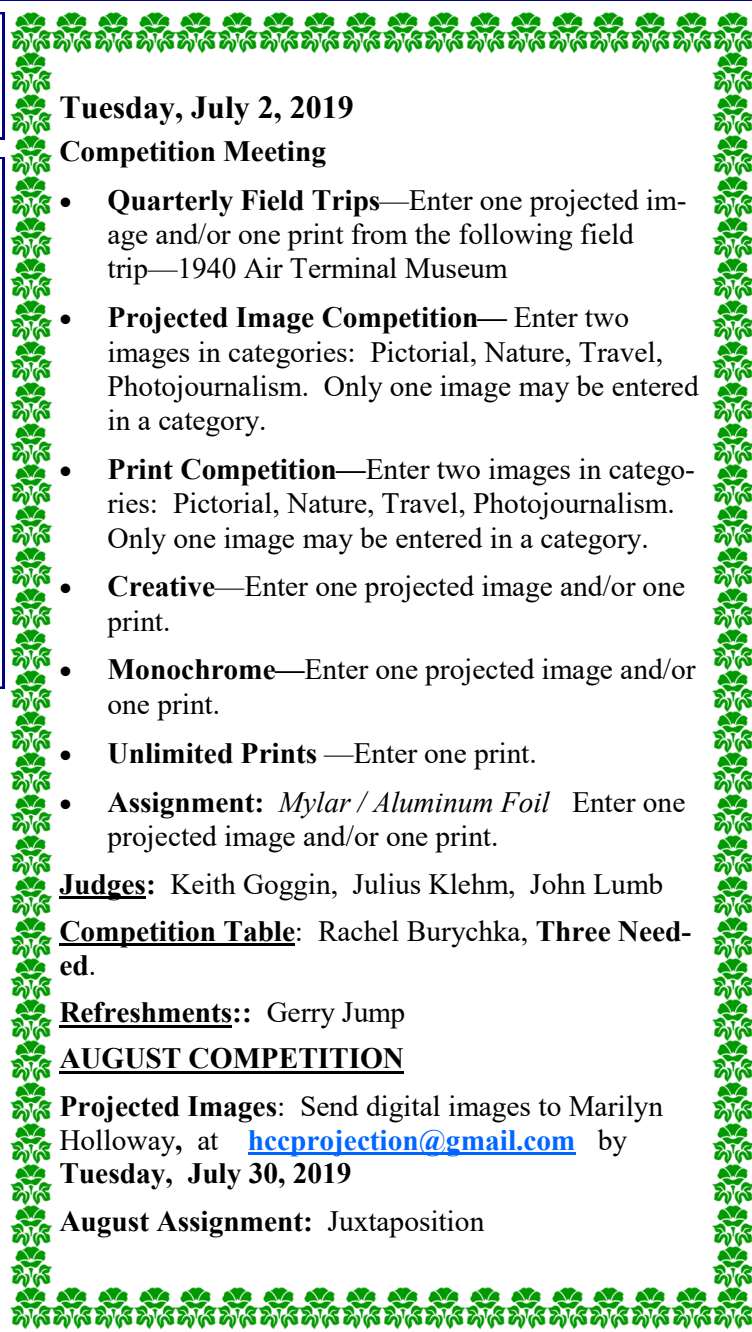 Tuesday, July 2, 2019
Competition Meeting
• Quarterly Field Trips—Enter one projected im-
age and/or one print from the following field
trip—1940 Air Terminal Museum
• Projected Image Competition— Enter two
images in categories: Pictorial, Nature, Travel,
Photojournalism. Only one image may be entered
in a category.
• Print Competition—Enter two images in catego-
ries: Pictorial, Nature, Travel, Photojournalism.
Only one image may be entered in a category.
• Creative—Enter one projected image and/or one
print.
• Monochrome—Enter one projected image and/or
one print.
• Unlimited Prints —Enter one print.
• Assignment: Mylar / Aluminum Foil Enter one
projected image and/or one print.
Judges: Keith Goggin, Julius Klehm, John Lumb
Competition Table: Rachel Burychka, Three Need-
ed.
Refreshments:: Gerry Jump
AUGUST COMPETITION
Projected Images: Send digital images to Marilyn
Holloway, at hccprojection@gmail.com by
Tuesday, July 30, 2019
August Assignment: Juxtaposition